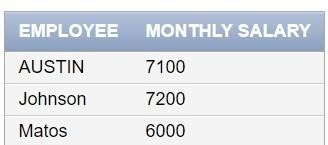 EMPLOYEE MONTHLY SALARY
AUSTIN 7100
Johnson 7200
Matos 6000